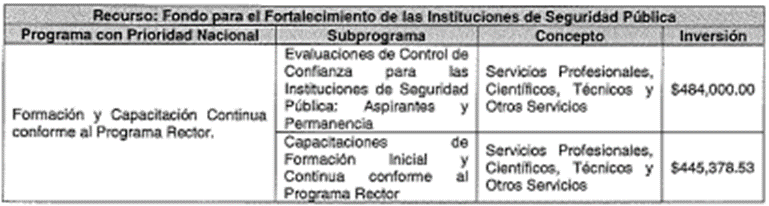 Recurso: Fondo para el Fortalecimiento de las Instituciones de Seguridad Pública
Programa con Prioridad Nacional Subprograma Concepto Inversión
Formación y Capacitación Continua
conforme al Programa Rector.
Evaluaciones de Control de
Confianza para las
Instituciones de Seguridad
Pública: Aspirantes y
Permanencia
Servicios Profesionales,
Científicos, Técnicos y
Otros Servicios
$484,000.00
Capacitaciones de
Formación Inicial y
Continua conforme al
Programa Rector
Servicios Profesionales,
Científicos, Técnicos y
Otros Servicios
$445,378.53